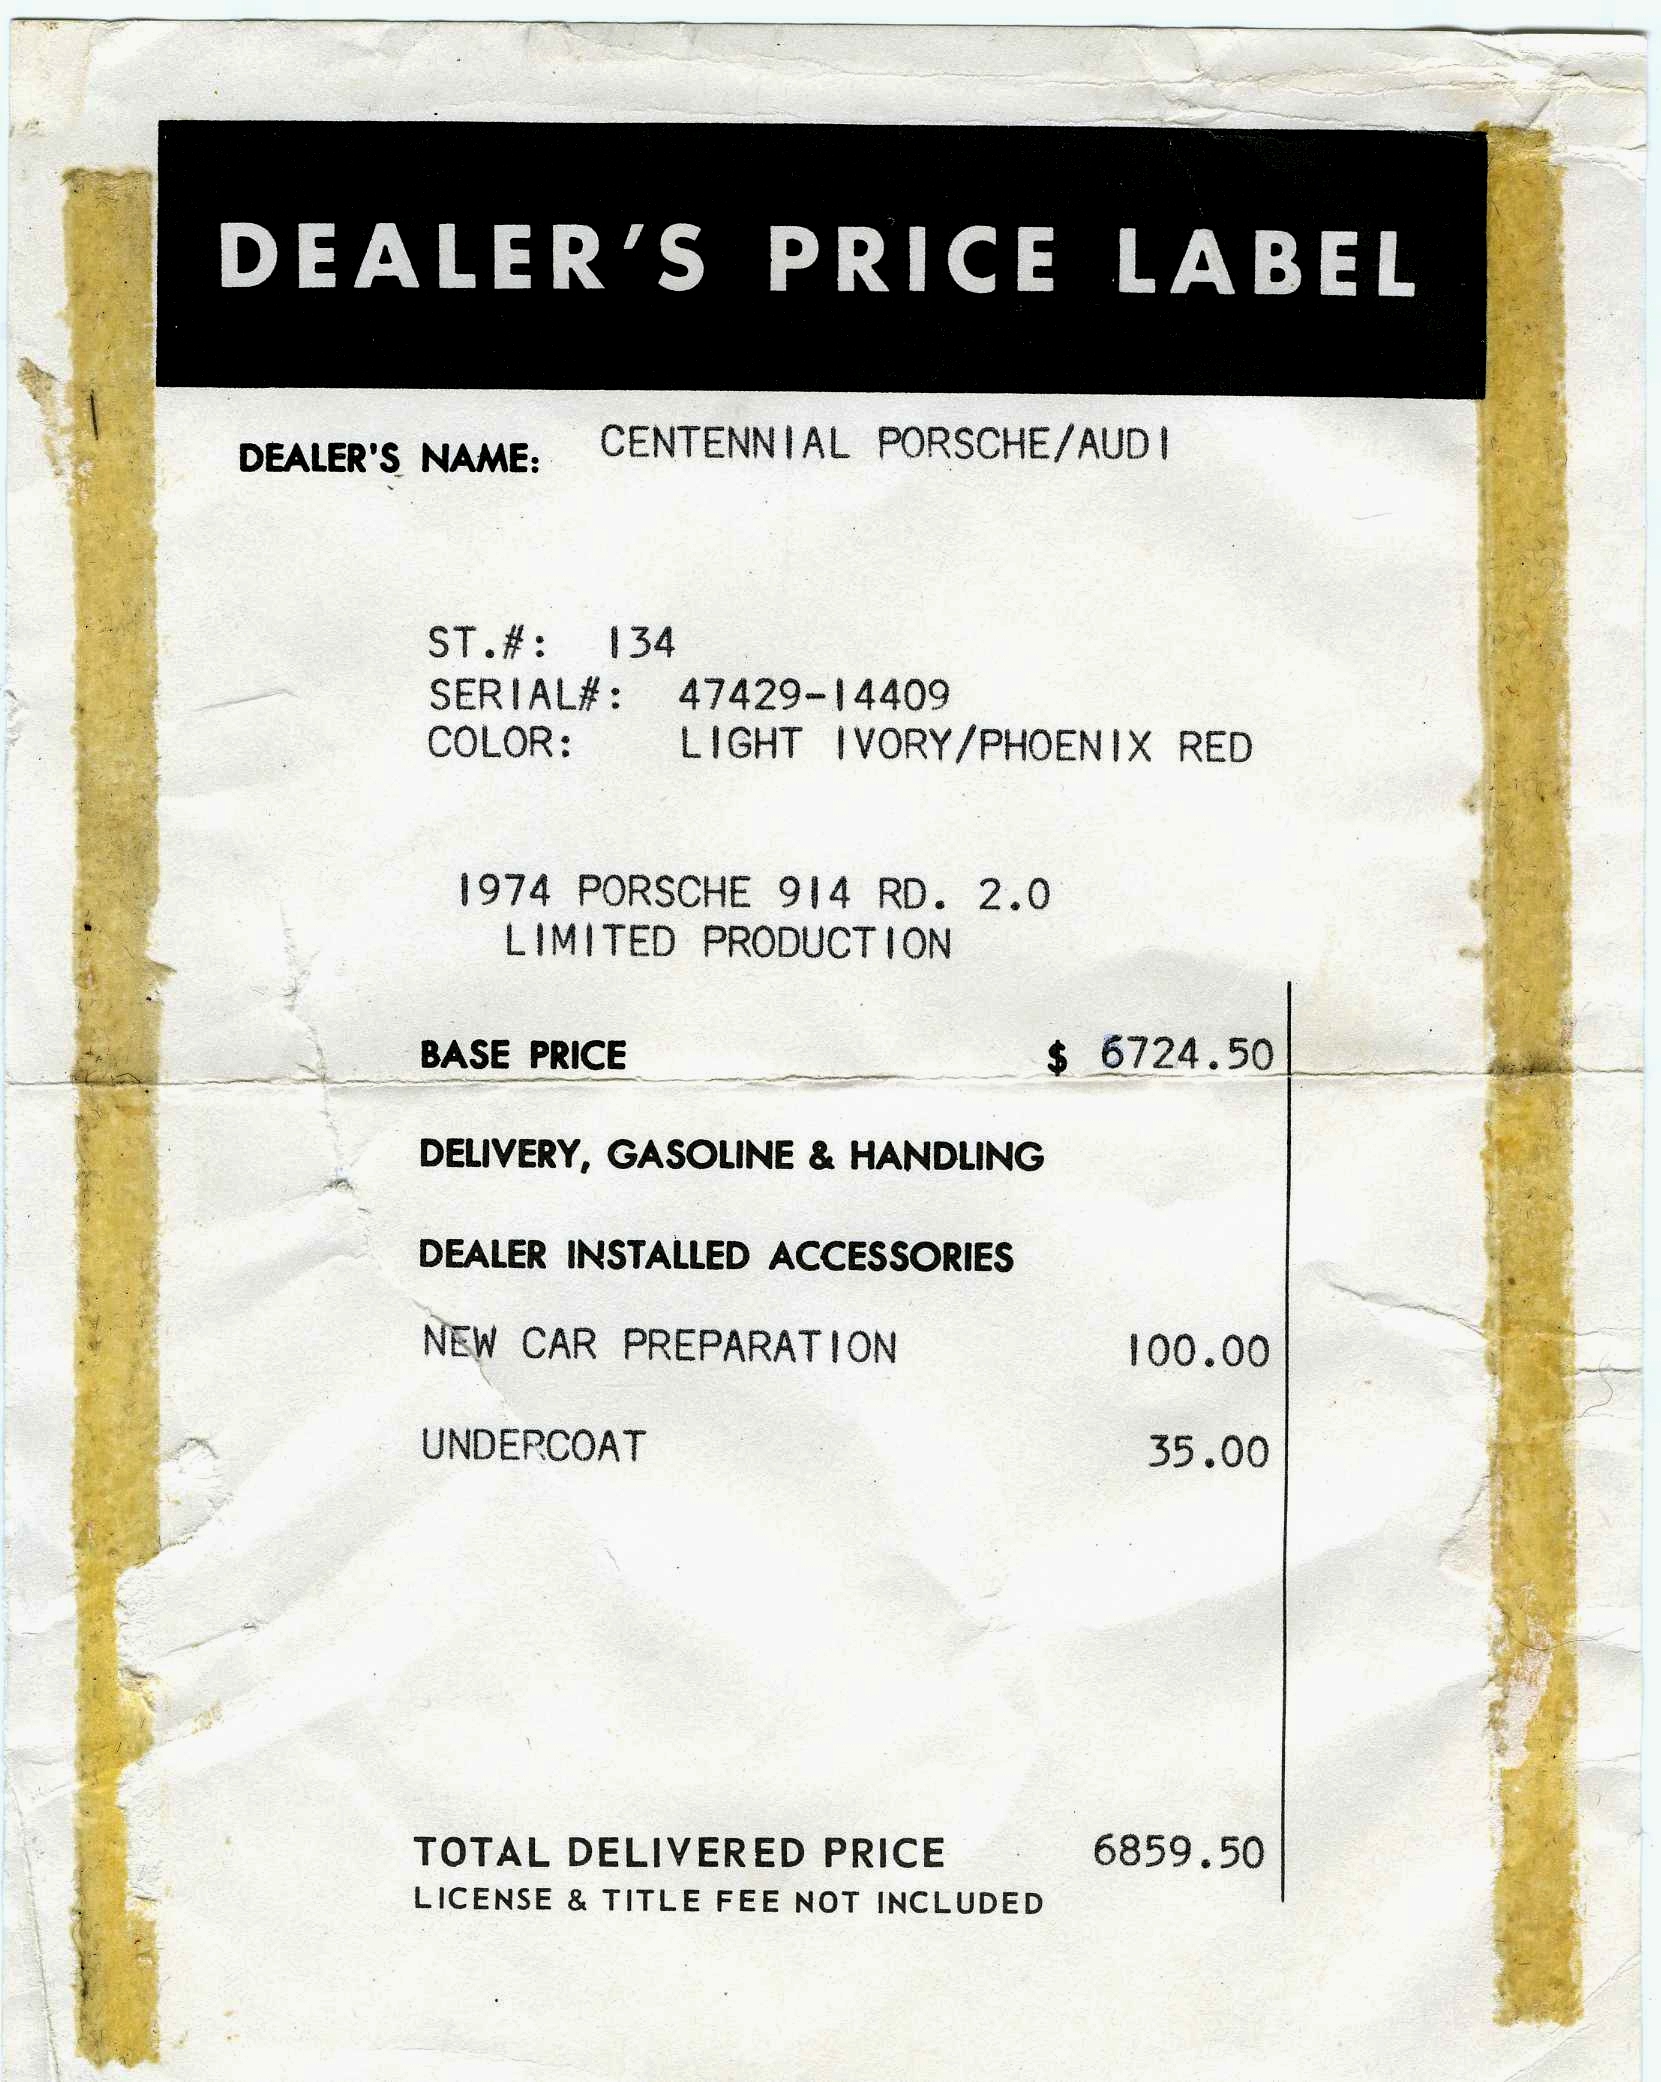 DEALER'S PRICE LABEL
DEALER'S NAME: CENTENNIAL PORSCHE/AUDI
ST.#: 134
SERIAL#: 47429-14409
COLOR: LIGHT IVORY/PHOENIX RED
1974 PORSCHE 914 RD. 2.0
LIMITED PRODUCTION
BASE PRICE $ 6724.50
DELIVERY, GASOLINE & HANDLING
DEALER INSTALLED ACCESSORIES
NEW CAR PREPARATION 100.00
UNDERCOAT 35.00
TOTAL DELIVERED PRICE 6859.50
LICENSE & TITLE FEE NOT INCLUDED